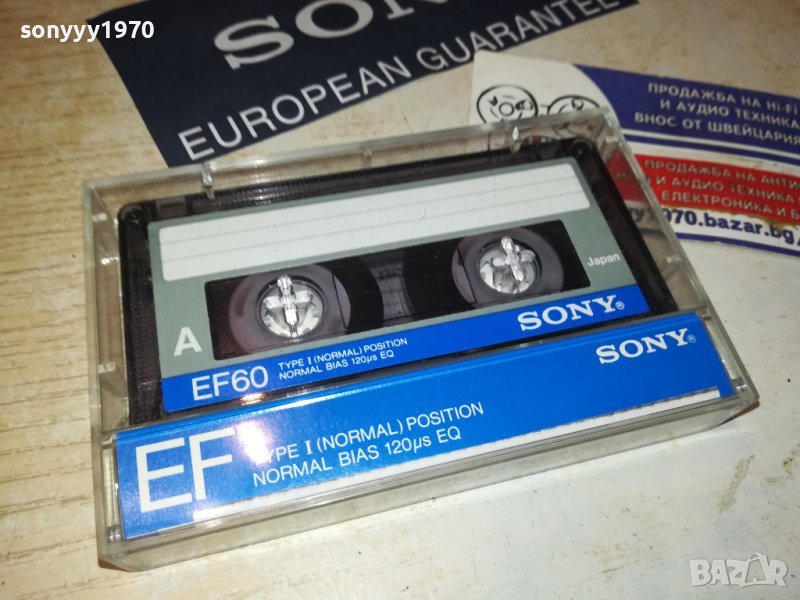 sonyyy1970
SONY
EUROPEAN GUARANTEE
ПРОДАЖБА НА Hi-Fi
И АУДИО ТЕХНИКА
ВНОС ОТ ШВЕЙЦАРИЯ
ПРОДАЖБА НА
И АУДИО ТЕХНИКА
ЕЛЕКТРОНИКА И
1970.bazar.bg
Japan
A
SONY®
EF60
TYPE I (NORMAL) POSITION
NORMAL BIAS 120µs EQ
SONY®
EF
TYPE I (NORMAL) POSITION
NORMAL BIAS 120µs EQ
BAZAR